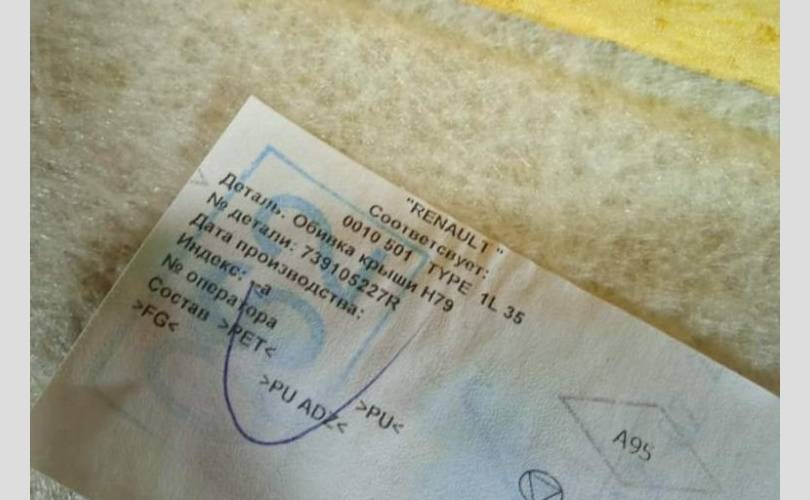 "RENAULT "
Соответсвует:
0010 501 TYPE 1L 35
Деталь: Обивка крыши H79
№ детали: 739105227R
Дата производства:
Индекс: -a
№ оператора
Состав >PET<
>FG<
>PU ADZ<
>PU<
A95